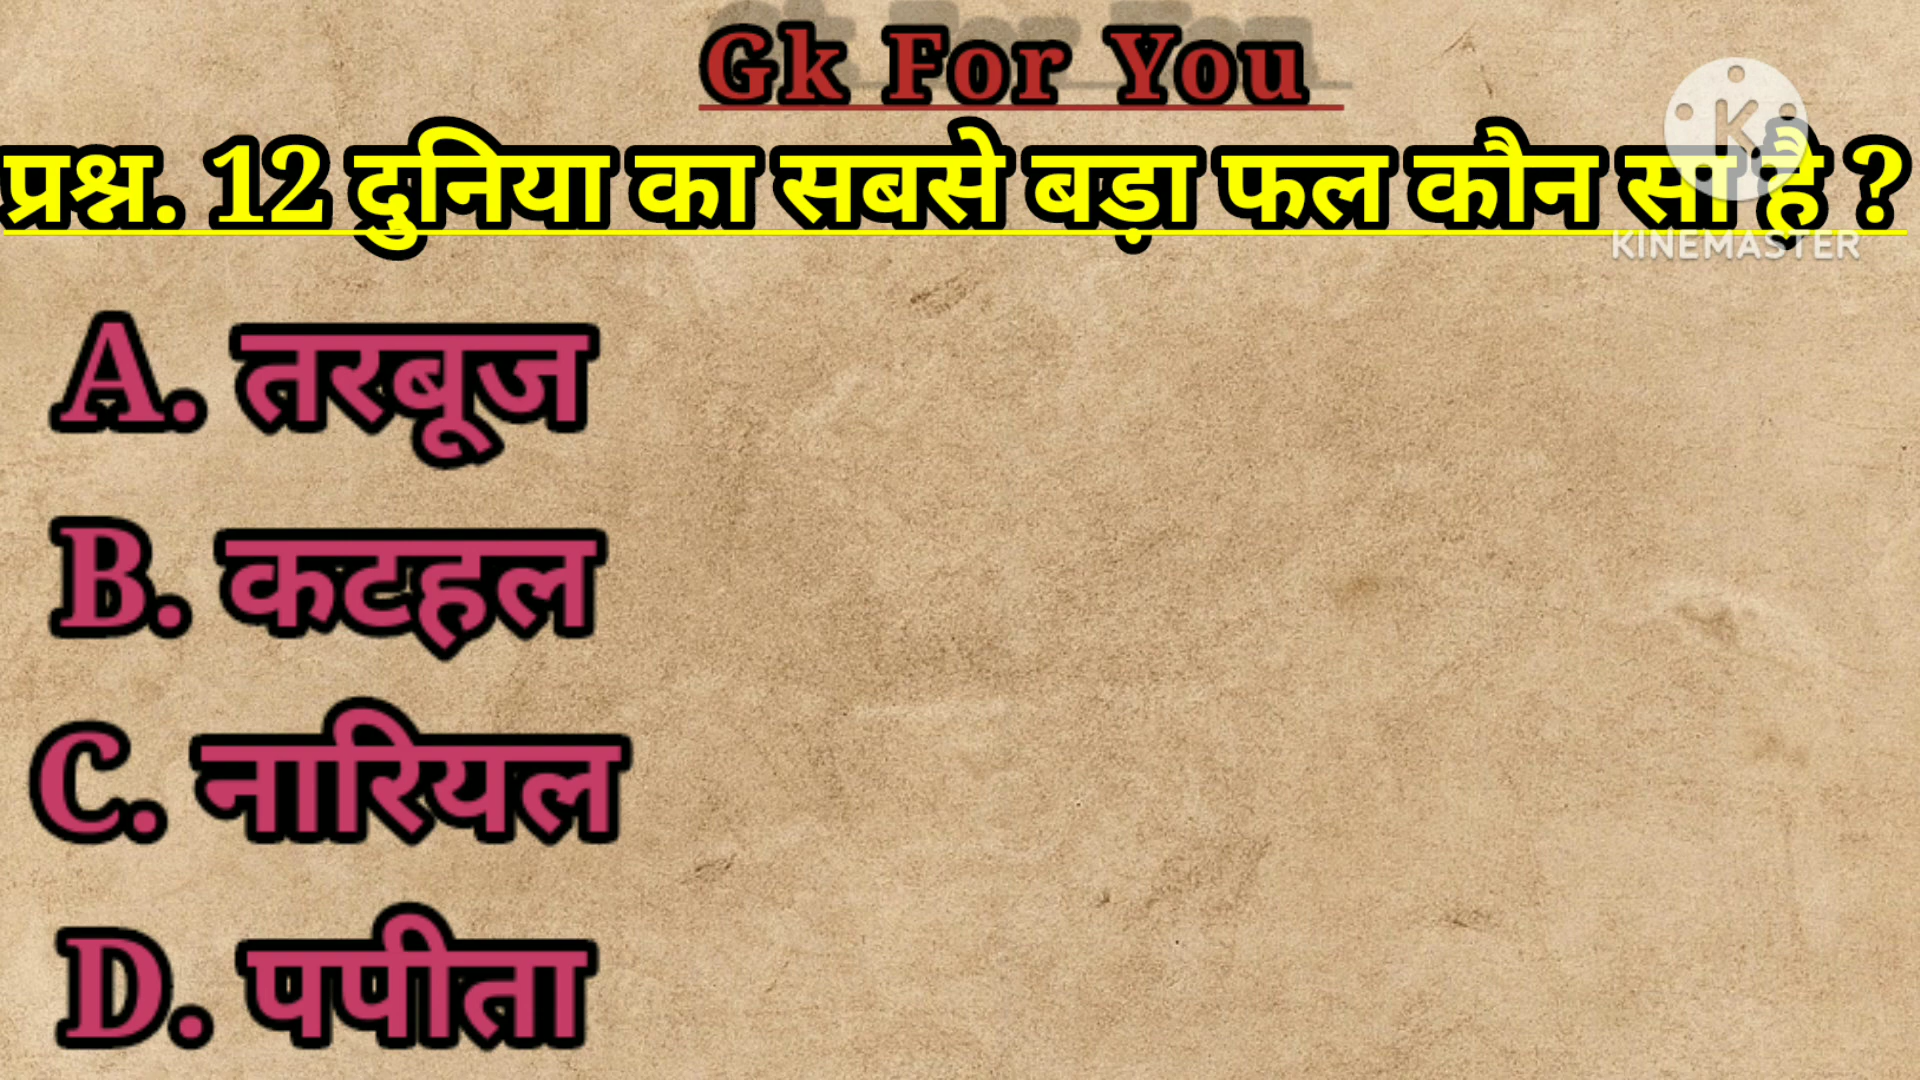 Gk For You
प्रश्न. 12 दुनिया का सबसे बड़ा फल कौन सा है ?
KINEMASTER
A. तरबूज
B. कटहल
C. नारियल
D. पपीता